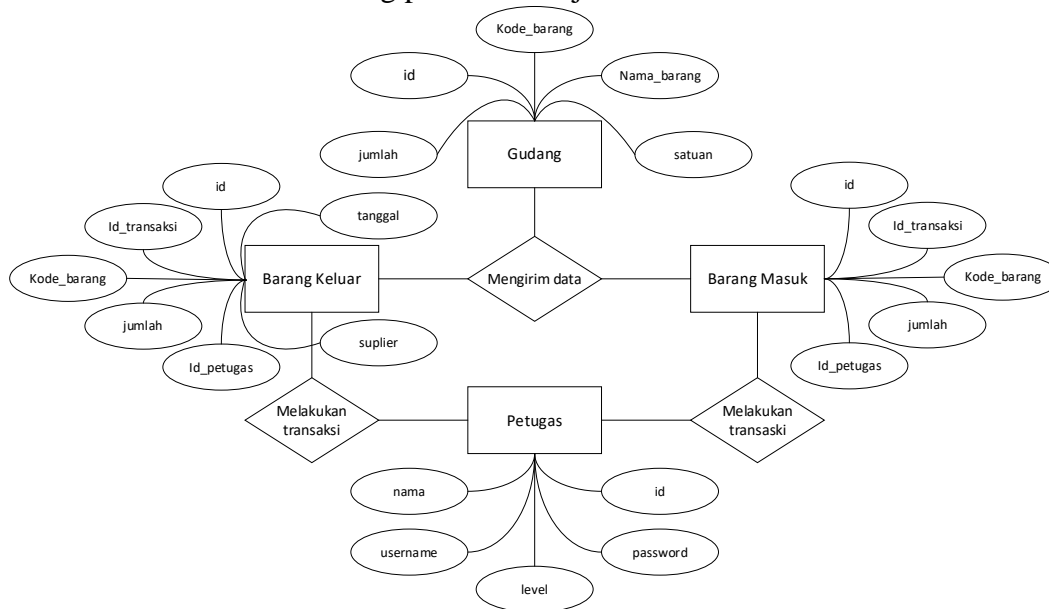 Kode_barang
id
Nama_barang
jumlah
Gudang
satuan
id
tanggal
Id_transaksi
Kode_barang
Barang Keluar
jumlah
suplier
Id_petugas
Mengirim data
id
Id_transaksi
Barang Masuk
Kode_barang
jumlah
Id_petugas
Melakukan
transaksi
Petugas
Melakukan
transaski
nama
id
username
password
level